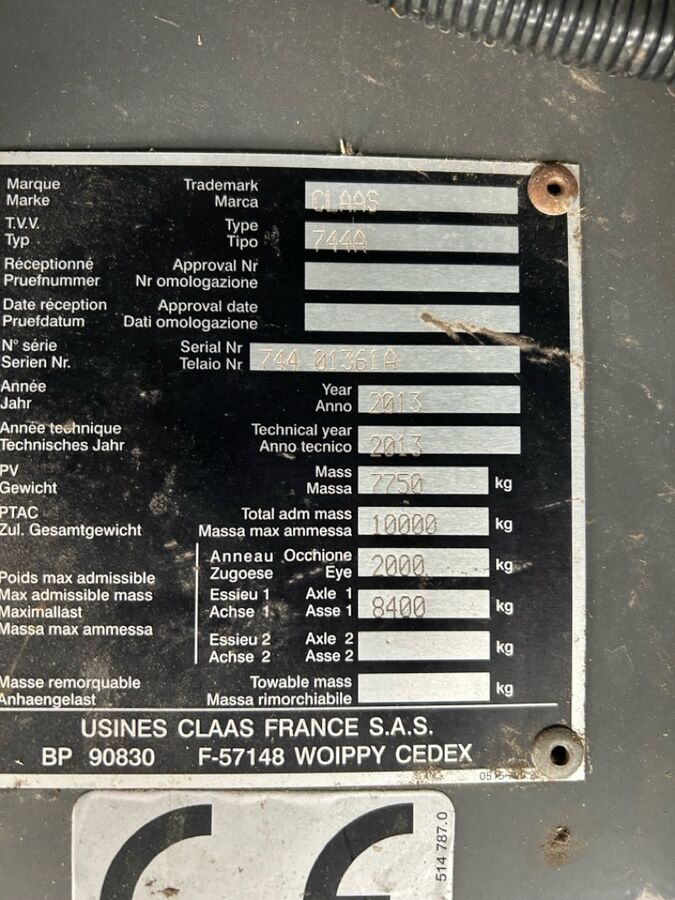 Marque Trademark
Marke Marca CLAAS
T.V.V. Type
Typ Tipo 744A
Réceptionné Approval Nr
Pruefnummer Nr omologazione
Date réception Approval date
Pruefdatum Dati omologazione
N° série Serial Nr
Serien Nr. Telaio Nr 744 01361A
Année Year
Jahr Anno 2013
Année technique Technical year
Technisches Jahr Anno tecnico 2013
PV Mass
Gewicht Massa 7750 kg
PTAC Total adm mass
Zul. Gesamtgewicht Massa max ammessa 10000 kg
Anneau Occhione
Zugoese Eye 2000 kg
Poids max admissible
Max admissible mass
Maximallast
Massa max ammessa
Essieu 1 Axle 1
Achse 1 Asse 1 8400 kg
Essieu 2 Axle 2
Achse 2 Asse 2 kg
Masse remorquable Towable mass
Anhaengelast Massa rimorchiabile kg
USINES CLAAS FRANCE S.A.S.
BP 90830 F-57148 WOIPPY CEDEX
CE
514 787.0